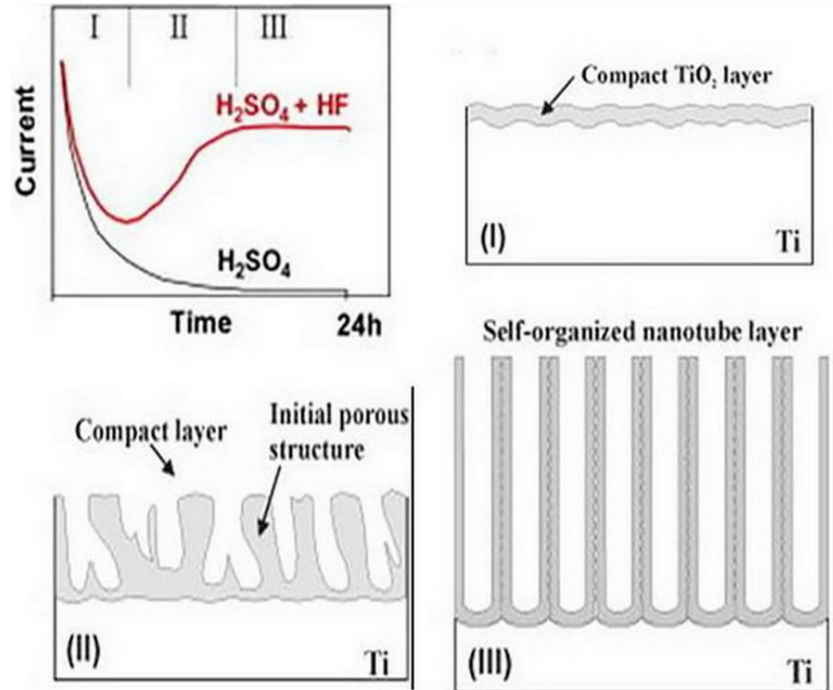 I II III
H₂SO₄ + HF
Current
H₂SO₄
Time 24h
Compact TiO₂ layer
(I) Ti
Compact layer
Initial porous
structure
(II) Ti
Self-organized nanotube layer
(III) Ti